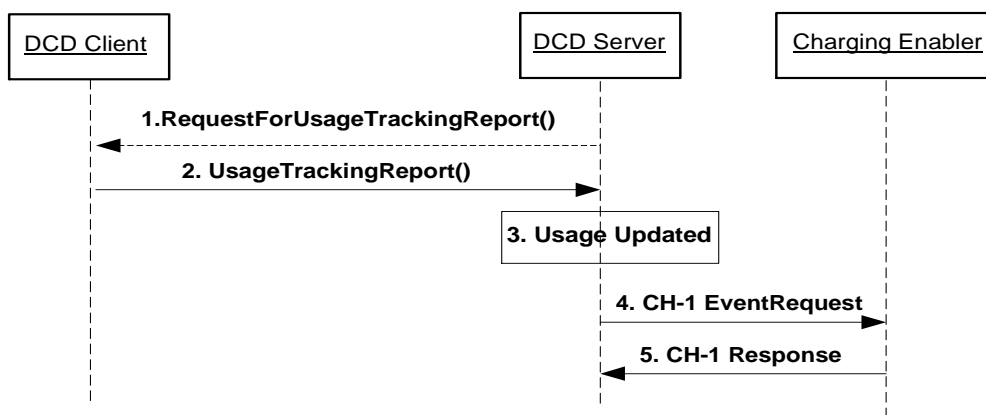 DCD Client
DCD Server
Charging Enabler
1.RequestForUsageTrackingReport()
2. UsageTrackingReport()
3. Usage Updated
4. CH-1 EventRequest
5. CH-1 Response